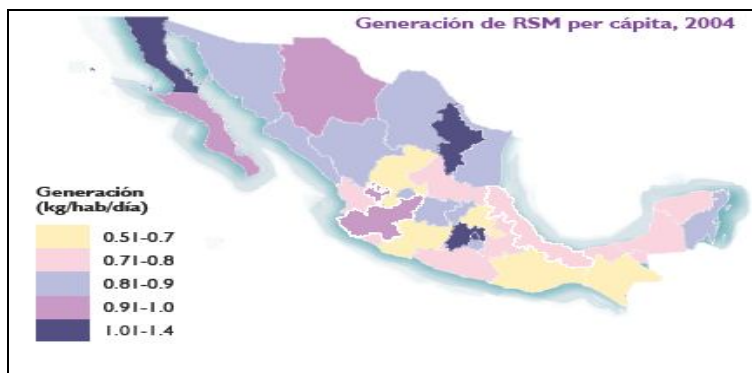 Generación de RSM per cápita, 2004
Generación
(kg/hab/día)
0.51-0.7
0.71-0.8
0.81-0.9
0.91-1.0
1.01-1.4